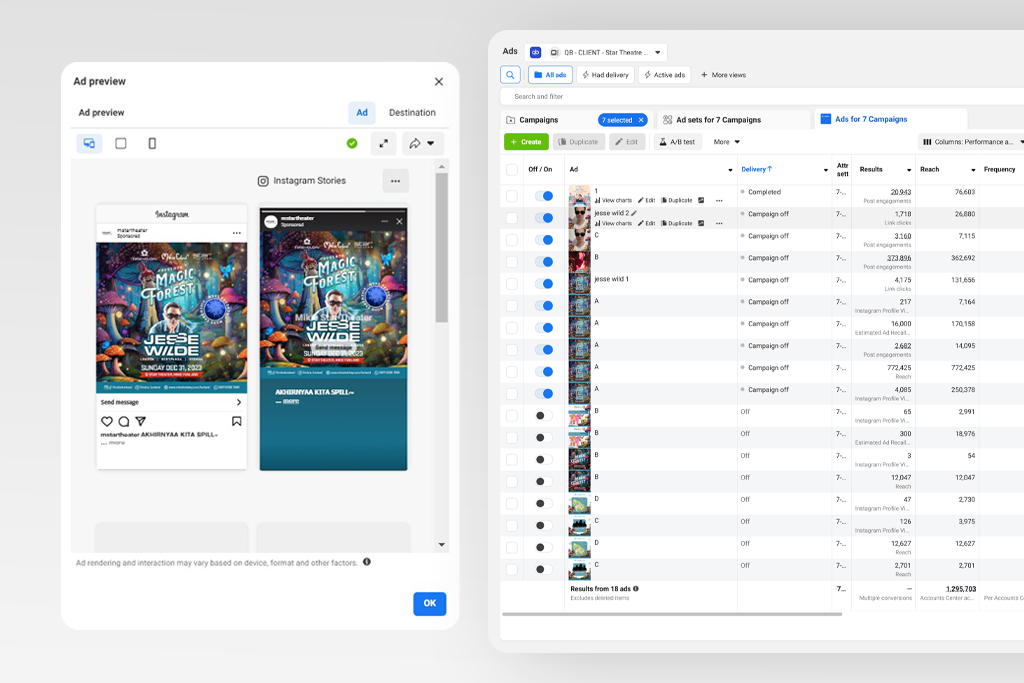 Ad preview
Ad preview
Ad
Destination
Instagram Stories
Instagram
mstartheater
Sponsored
MAGIC
FOREST
JESSE
WILDE
SUNDAY DEC 31, 2023
Send message
mstartheater AKHIRNYAA KITA SPILL~
... more
mstartheater
Sponsored
MAGIC
FOREST
Mike Star Theater
JESSE
WILDE
Send message
SUNDAY DEC 31, 2023
AKHIRNYAA KITA SPILL~
... more
Ad rendering and interaction may vary based on device, format and other factors.
OK
Ads
QB - CLIENT - Star Theatre ...
All ads
Had delivery
Active ads
+ More views
Search and filter
Campaigns
7 selected
Ad sets for 7 Campaigns
Ads for 7 Campaigns
+ Create
Duplicate
Edit
A/B test
More
Columns: Performance a...
Off / On
Ad
Delivery ↑
Attr
sett
Results
Reach
Frequency
1
View charts Edit Duplicate ...
Completed
7-...
20,943
Post engagements
76,603
jesse wild 2
View charts Edit Duplicate ...
Campaign off
7-...
1,718
Link clicks
26,880
C
Campaign off
7-...
3,160
Post engagements
7,115
B
Campaign off
7-...
373,896
Post engagements
362,692
jesse wild 1
Campaign off
7-...
4,175
Link clicks
131,656
A
Campaign off
7-...
217
Instagram Profile Vi...
7,164
A
Campaign off
7-...
16,000
Estimated Ad Recall...
170,158
A
Campaign off
7-...
2,682
Post engagements
14,095
A
Campaign off
7-...
772,425
Reach
772,425
A
Campaign off
7-...
4,085
Instagram Profile Vi...
250,378
B
Off
7-...
65
Instagram Profile Vi...
2,991
B
Off
7-...
300
Estimated Ad Recall...
18,976
B
Off
7-...
3
Instagram Profile Vi...
54
B
Off
7-...
12,047
Reach
12,047
D
Off
7-...
47
Instagram Profile Vi...
2,730
C
Off
7-...
126
Instagram Profile Vi...
3,975
D
Off
7-...
12,627
Reach
12,627
C
Off
7-...
2,701
Reach
2,701
Results from 18 ads
Excludes deleted items
7...
—
Multiple conversions
1,295,703
Accounts Center ac...
Per Accounts C